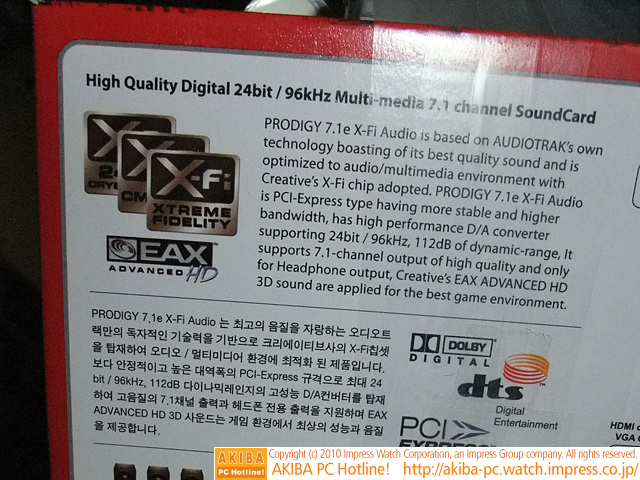 High Quality Digital 24bit / 96kHz Multi-media 7.1 channel SoundCard
PRODIGY 7.1e X-Fi Audio is based on AUDIOTRAK's own
technology boasting of its best quality sound and is
optimized to audio/multimedia environment with
Creative's X-Fi chip adopted. PRODIGY 7.1e X-Fi Audio
is PCI-Express type having more stable and higher
bandwidth, has high performance D/A converter
supporting 24bit / 96kHz, 112dB of dynamic-range, It
supports 7.1-channel output of high quality and only
for Headphone output, Creative's EAX ADVANCED HD
3D sound are applied for the best game environment.
X-Fi
XTREME
FIDELITY
EAX
ADVANCED HD
PRODIGY 7.1e X-Fi Audio 는 최고의 음질을 자랑하는 오디오트
랙만의 독자적인 기술력을 기반으로 크리에이티브사의 X-Fi칩셋
을 탑재하여 오디오 / 멀티미디어 환경에 최적화 된 제품입니다.
보다 안정적이고 높은 대역폭의 PCI-Express 규격으로 최대 24
bit / 96kHz, 112dB 다이나믹레인지의 고성능 D/A컨버터를 탑재
하여 고음질의 7.1채널 출력과 헤드폰 전용 출력을 지원하며 EAX
ADVANCED HD 3D 사운드는 게임 환경에서 최상의 성능과 음질
을 제공합니다.
DOLBY
DIGITAL
dts
Digital
Entertainment
PCI
EXPRESS
HDMI
VGA
AKIBA
PC Hotline!
Copyright (c) 2010 Impress Watch Corporation, an Impress Group company. All rights reserved.
AKIBA PC Hotline! http://akiba-pc.watch.impress.co.jp/